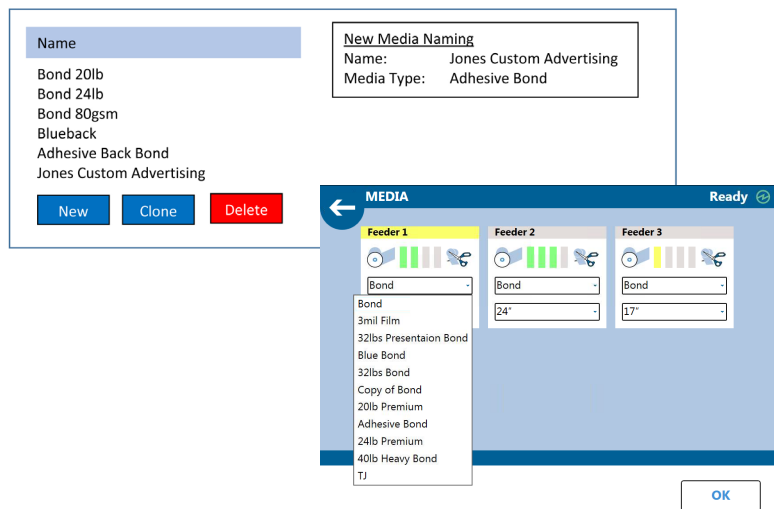 Name
Bond 20lb
Bond 24lb
Bond 80gsm
Blueback
Adhesive Back Bond
Jones Custom Advertising
New Clone Delete
New Media Naming
Name: Jones Custom Advertising
Media Type: Adhesive Bond
MEDIA Ready
Feeder 1 Feeder 2 Feeder 3
Bond Bond Bond
24" 17"
Bond
3mil Film
32lbs Presentaion Bond
Blue Bond
32lbs Bond
Copy of Bond
20lb Premium
Adhesive Bond
24lb Premium
40lb Heavy Bond
TJ
OK